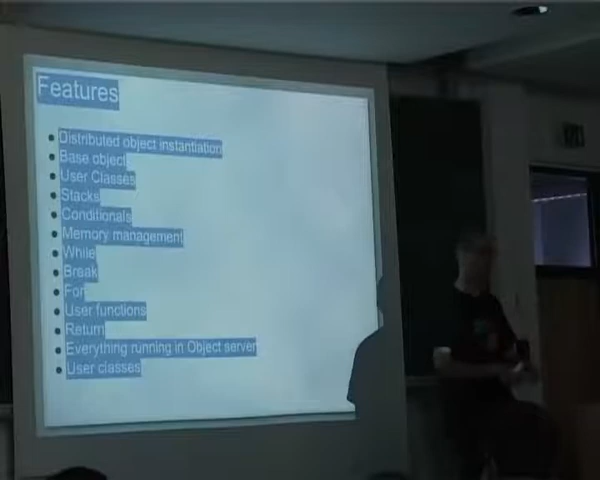 Features
Distributed object instantiation
Base object
User Classes
Stacks
Conditionals
Memory management
While
Break
For
User functions
Return
Everything running in Object server
User classes